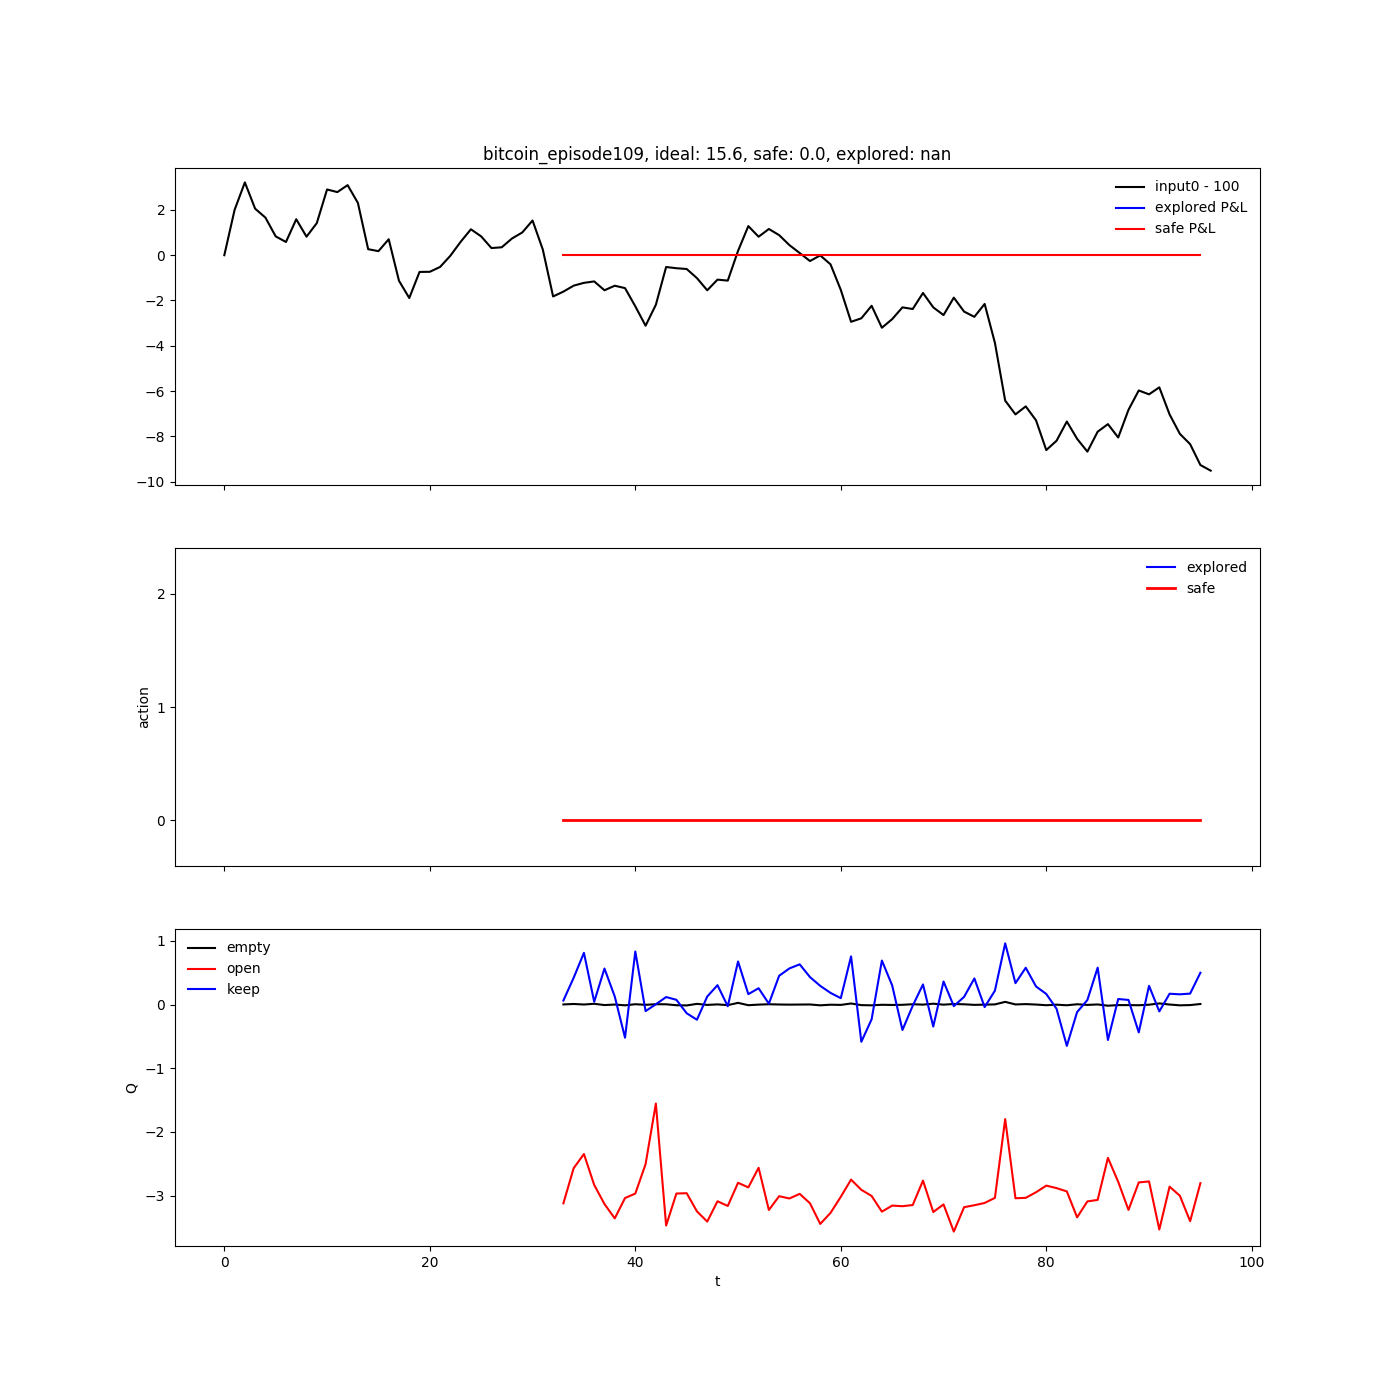 bitcoin_episode109, ideal: 15.6, safe: 0.0, explored: nan
input0 - 100
explored P&L
safe P&L
2
0
−2
−4
−6
−8
−10
explored
safe
action
2
1
0
empty
open
keep
Q
1
0
−1
−2
−3
0 20 40 60 80 100
t